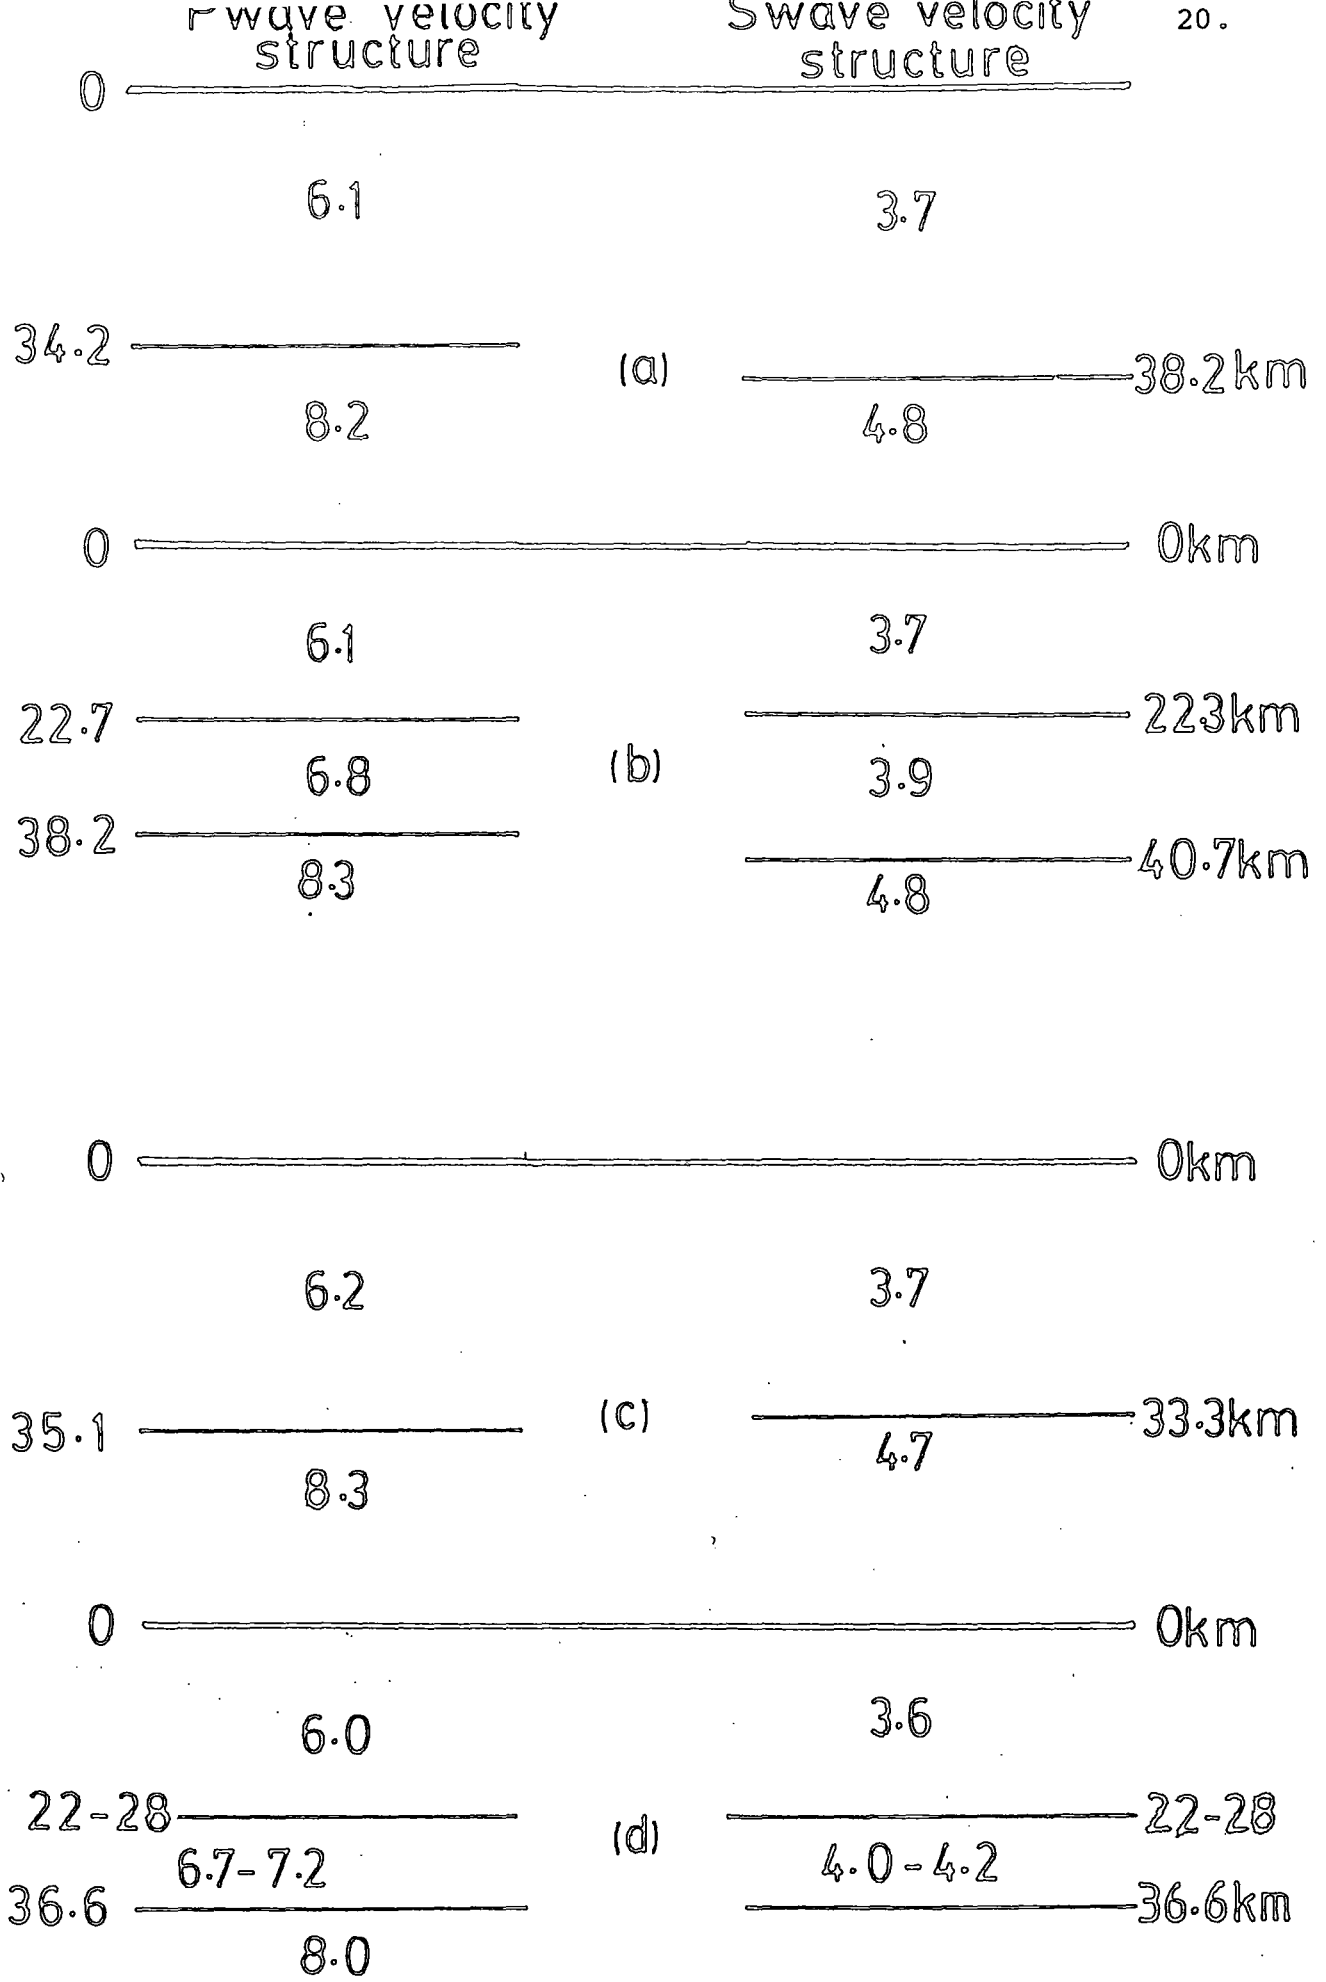 P wave velocity structure
S wave velocity structure
20.
0
6.1
3.7
34.2
(a)
38.2km
8.2
4.8
0
0km
6.1
3.7
22.7
223km
6.8
(b)
3.9
38.2
40.7km
8.3
4.8
0
0km
6.2
3.7
35.1
(c)
33.3km
8.3
4.7
0
0km
6.0
3.6
22-28
22-28
6.7-7.2
(d)
4.0-4.2
36.6
36.6km
8.0